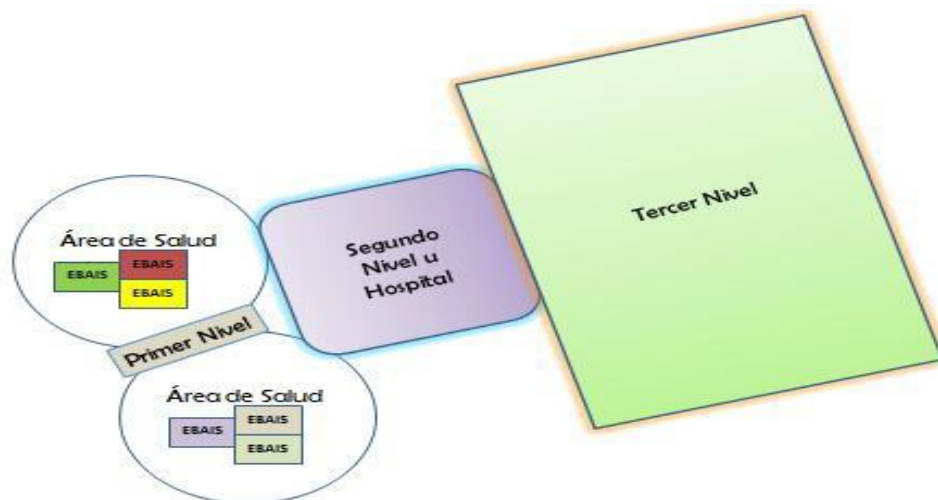 Área de Salud
EBAIS
EBAIS
EBAIS
Primer Nivel
Área de Salud
EBAIS
EBAIS
EBAIS
Segundo
Nivel u
Hospital
Tercer Nivel